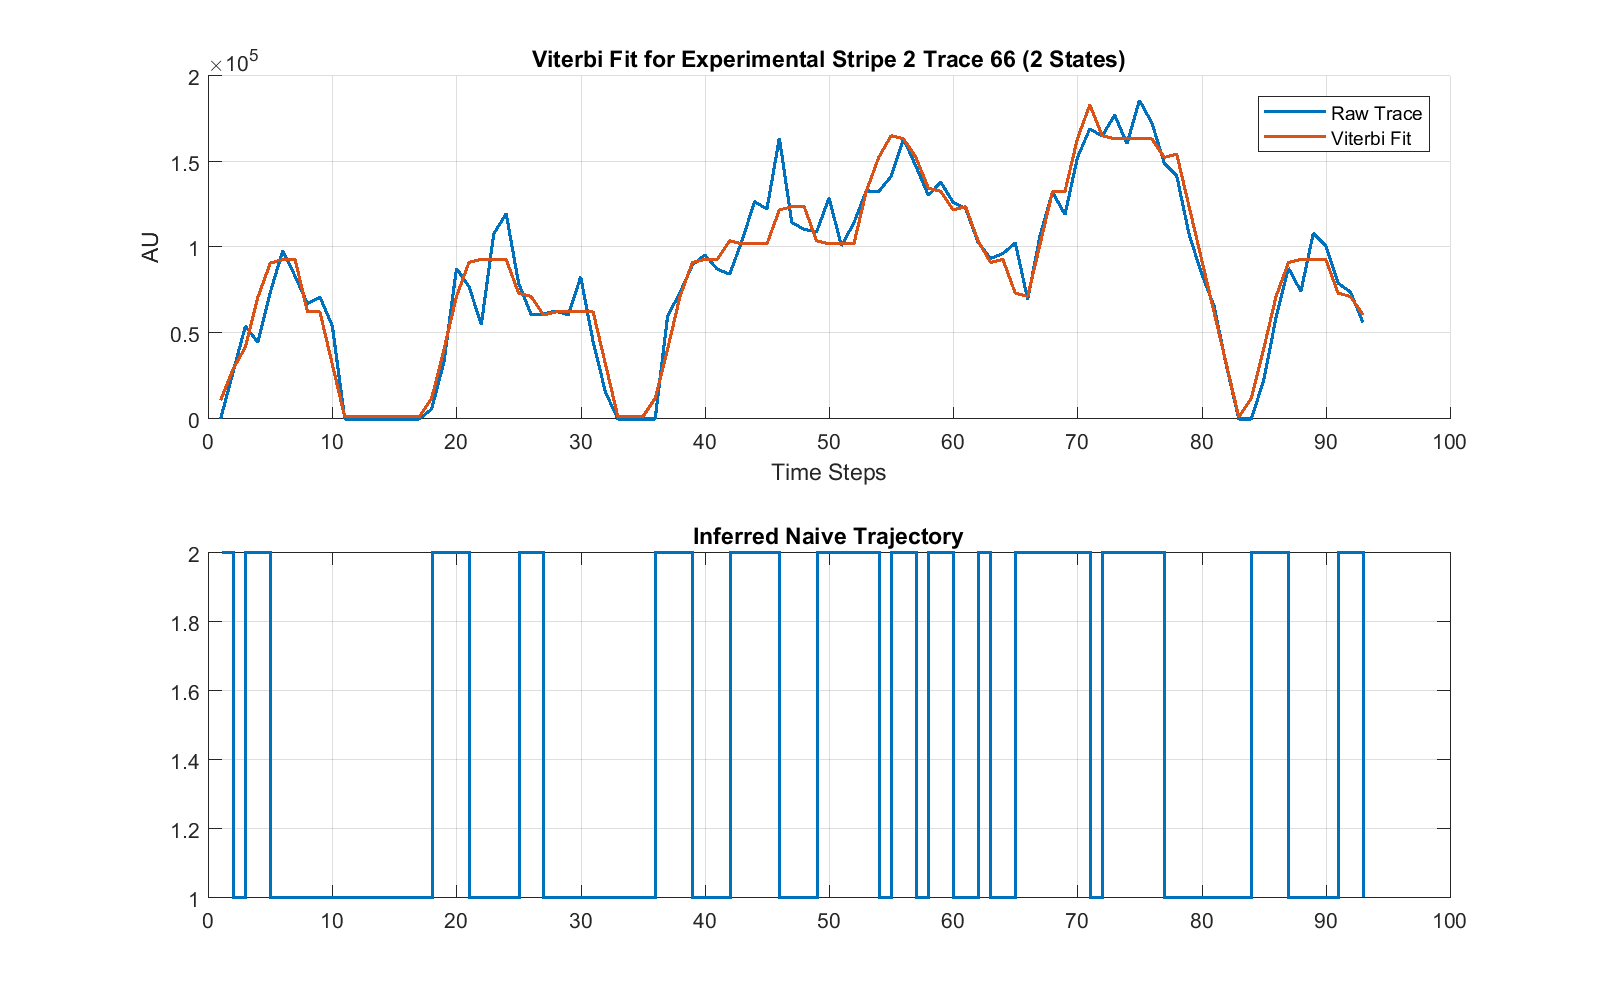 Viterbi Fit for Experimental Stripe 2 Trace 66 (2 States)
×10^5
2
1.5
1
0.5
0
AU
Raw Trace
Viterbi Fit
0 10 20 30 40 50 60 70 80 90 100
Time Steps
Inferred Naive Trajectory
2
1.8
1.6
1.4
1.2
1
0 10 20 30 40 50 60 70 80 90 100